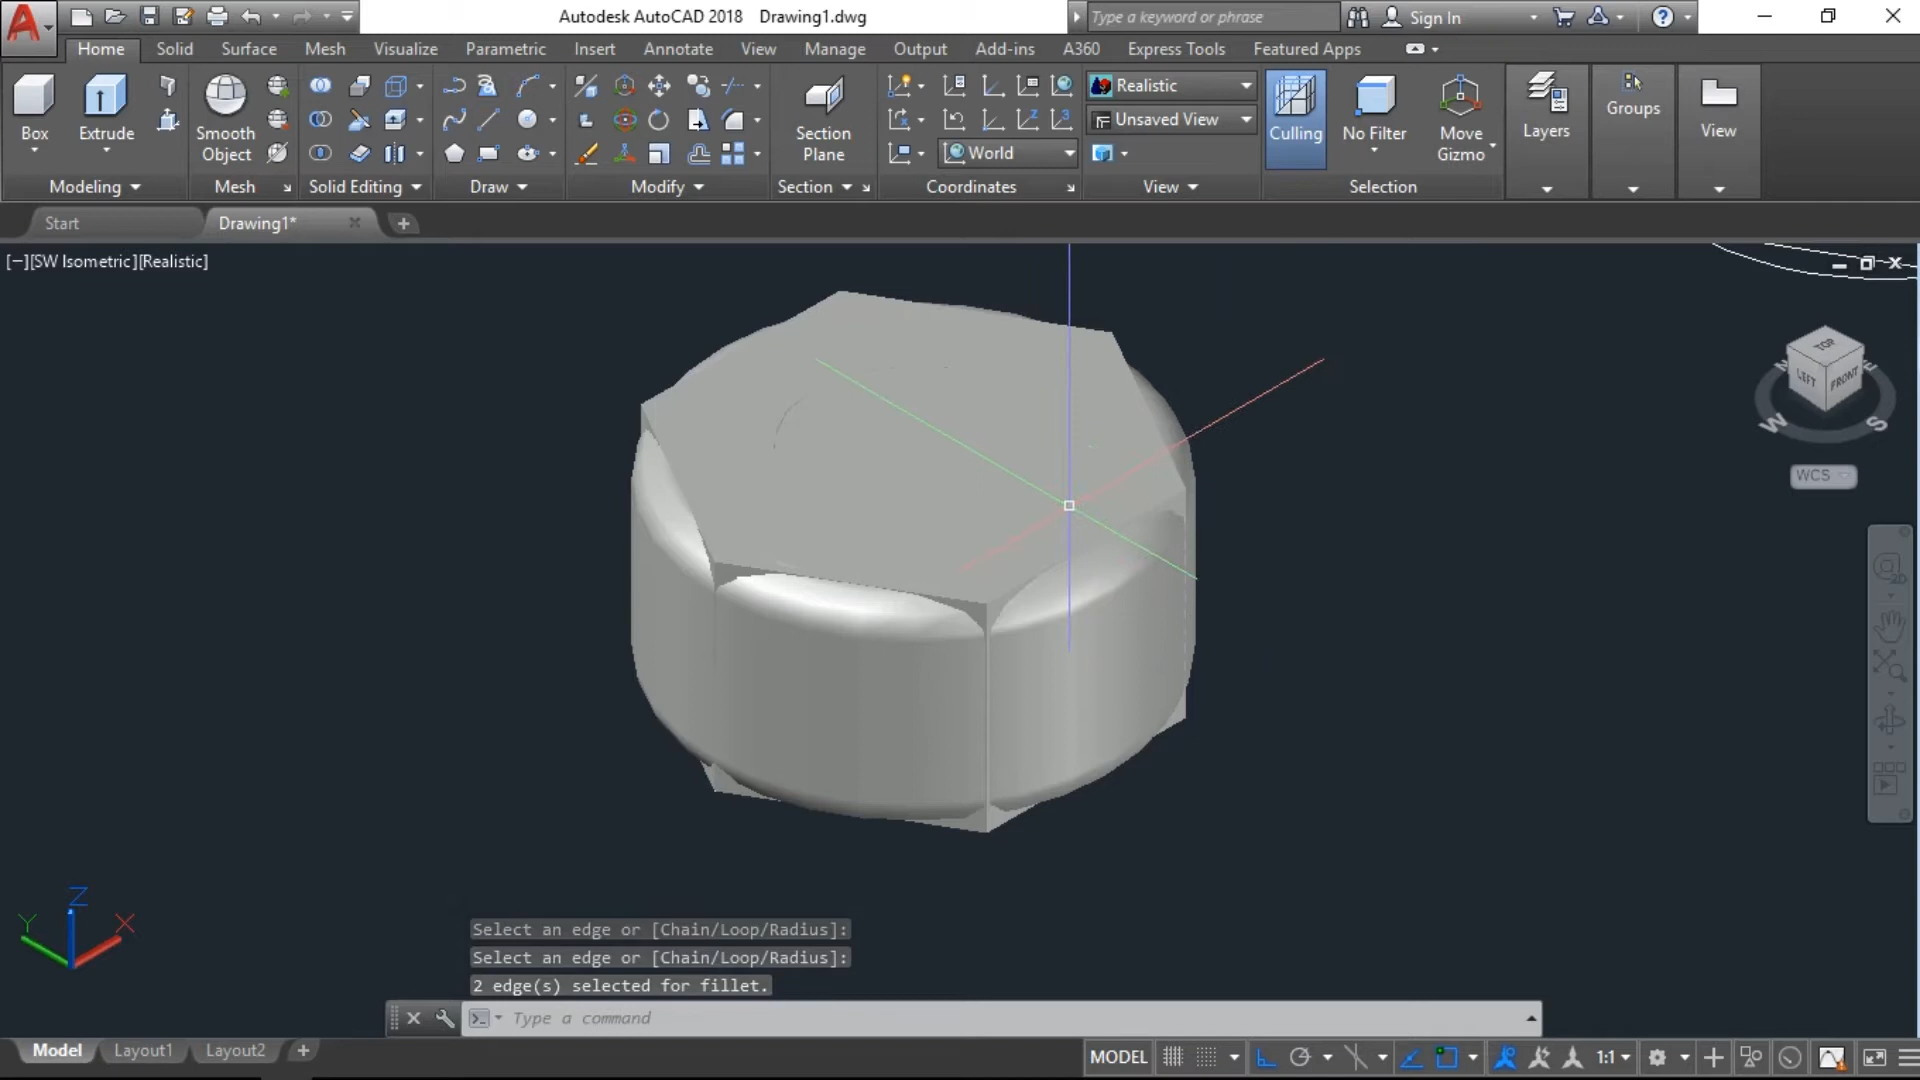 Autodesk AutoCAD 2018 Drawing1.dwg
Type a keyword or phrase
Sign In
Home Solid Surface Mesh Visualize Parametric Insert Annotate View Manage Output Add-ins A360 Express Tools Featured Apps
Box
Extrude
Smooth
Object
Section
Plane
Realistic
Unsaved View
World
Culling
No Filter
Move
Gizmo
Layers
Groups
View
Modeling
Mesh
Solid Editing
Draw
Modify
Section
Coordinates
View
Selection
Start
Drawing1*
[−][SW Isometric][Realistic]
TOP
LEFT
FRONT
N
E
W
S
WCS
2D
Z
Y
X
Select an edge or [Chain/Loop/Radius]:
Select an edge or [Chain/Loop/Radius]:
2 edge(s) selected for fillet.
Type a command
Model
Layout1
Layout2
MODEL
1:1